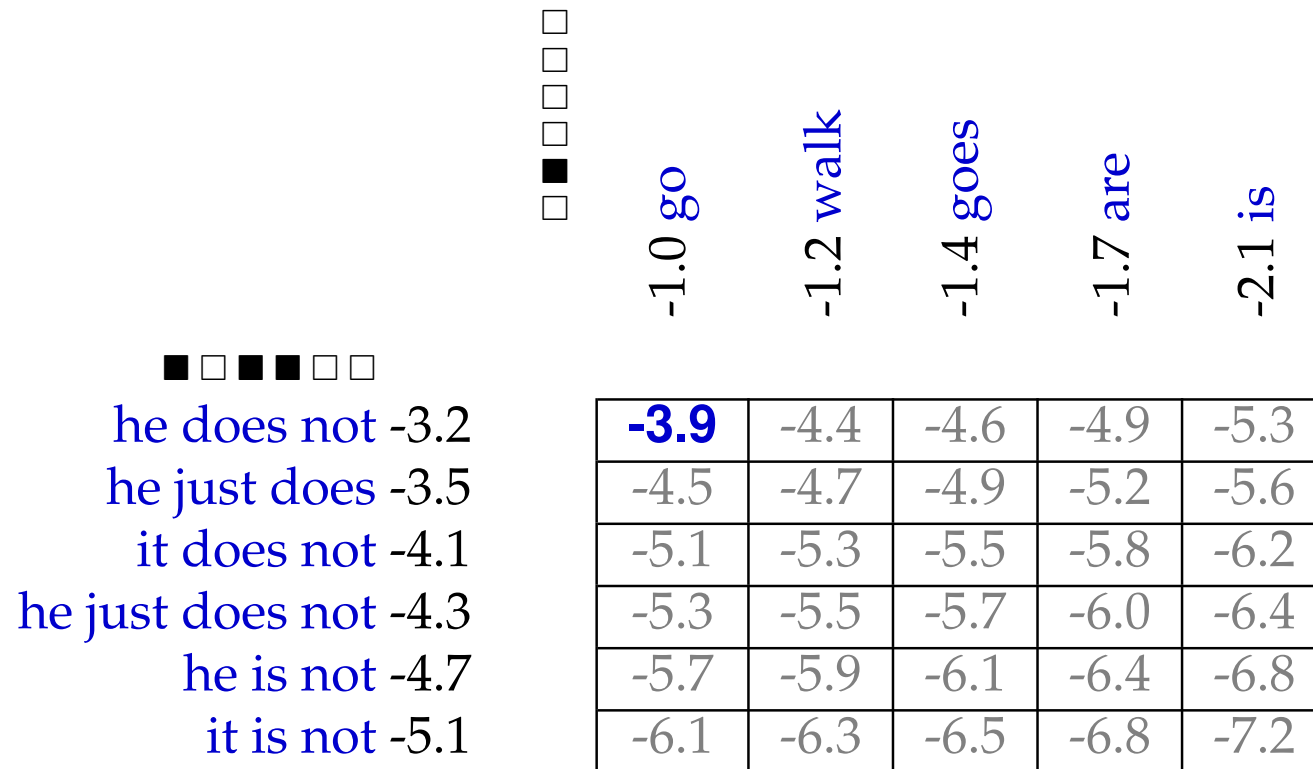 -1.0 go
-1.2 walk
-1.4 goes
-1.7 are
-2.1 is
he does not -3.2 -3.9 -4.4 -4.6 -4.9 -5.3
he just does -3.5 -4.5 -4.7 -4.9 -5.2 -5.6
it does not -4.1 -5.1 -5.3 -5.5 -5.8 -6.2
he just does not -4.3 -5.3 -5.5 -5.7 -6.0 -6.4
he is not -4.7 -5.7 -5.9 -6.1 -6.4 -6.8
it is not -5.1 -6.1 -6.3 -6.5 -6.8 -7.2